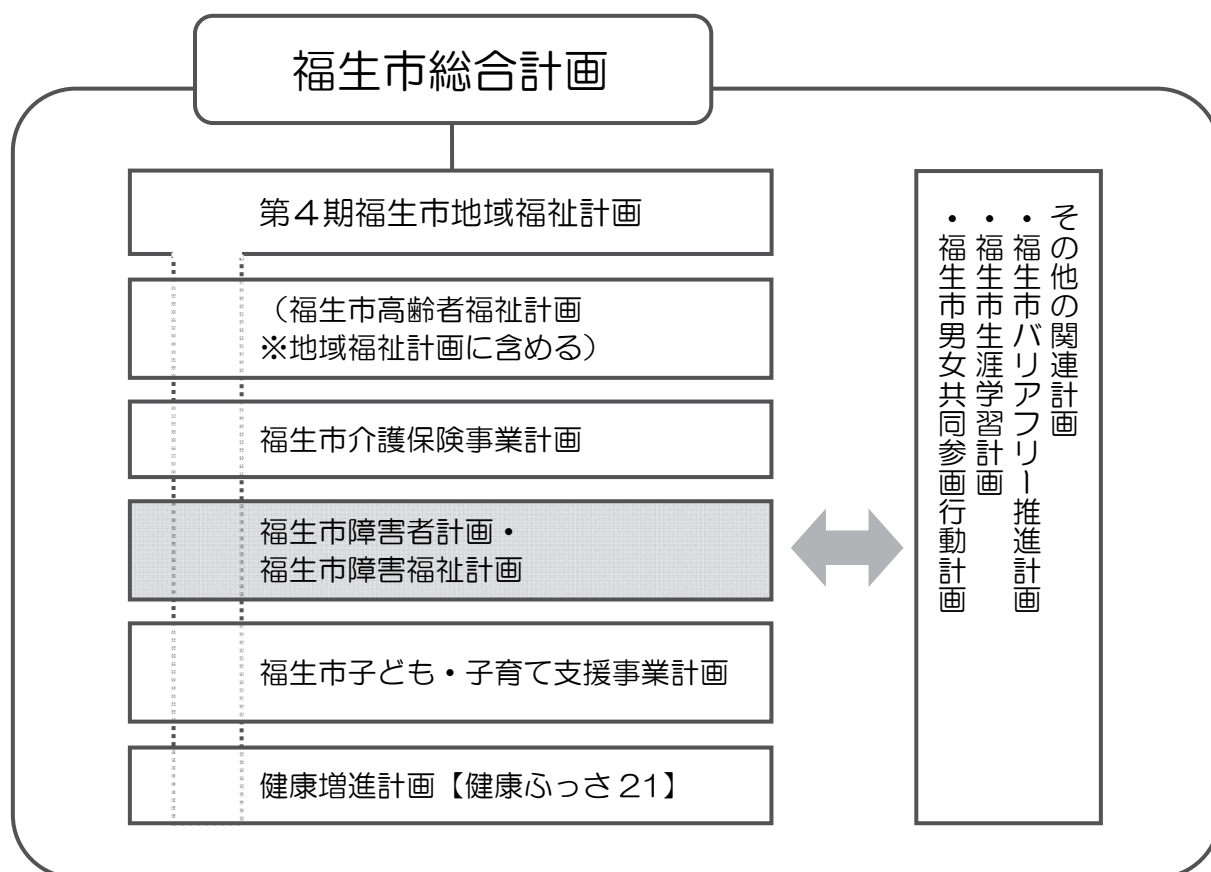 福生市総合計画
第4期福生市地域福祉計画
（福生市高齢者福祉計画
※地域福祉計画に含める）
福生市介護保険事業計画
福生市障害者計画・
福生市障害福祉計画
福生市子ども・子育て支援事業計画
健康増進計画【健康ふっさ21】
その他の関連計画
・福生市バリアフリー推進計画
・福生市生涯学習計画
・福生市男女共同参画行動計画